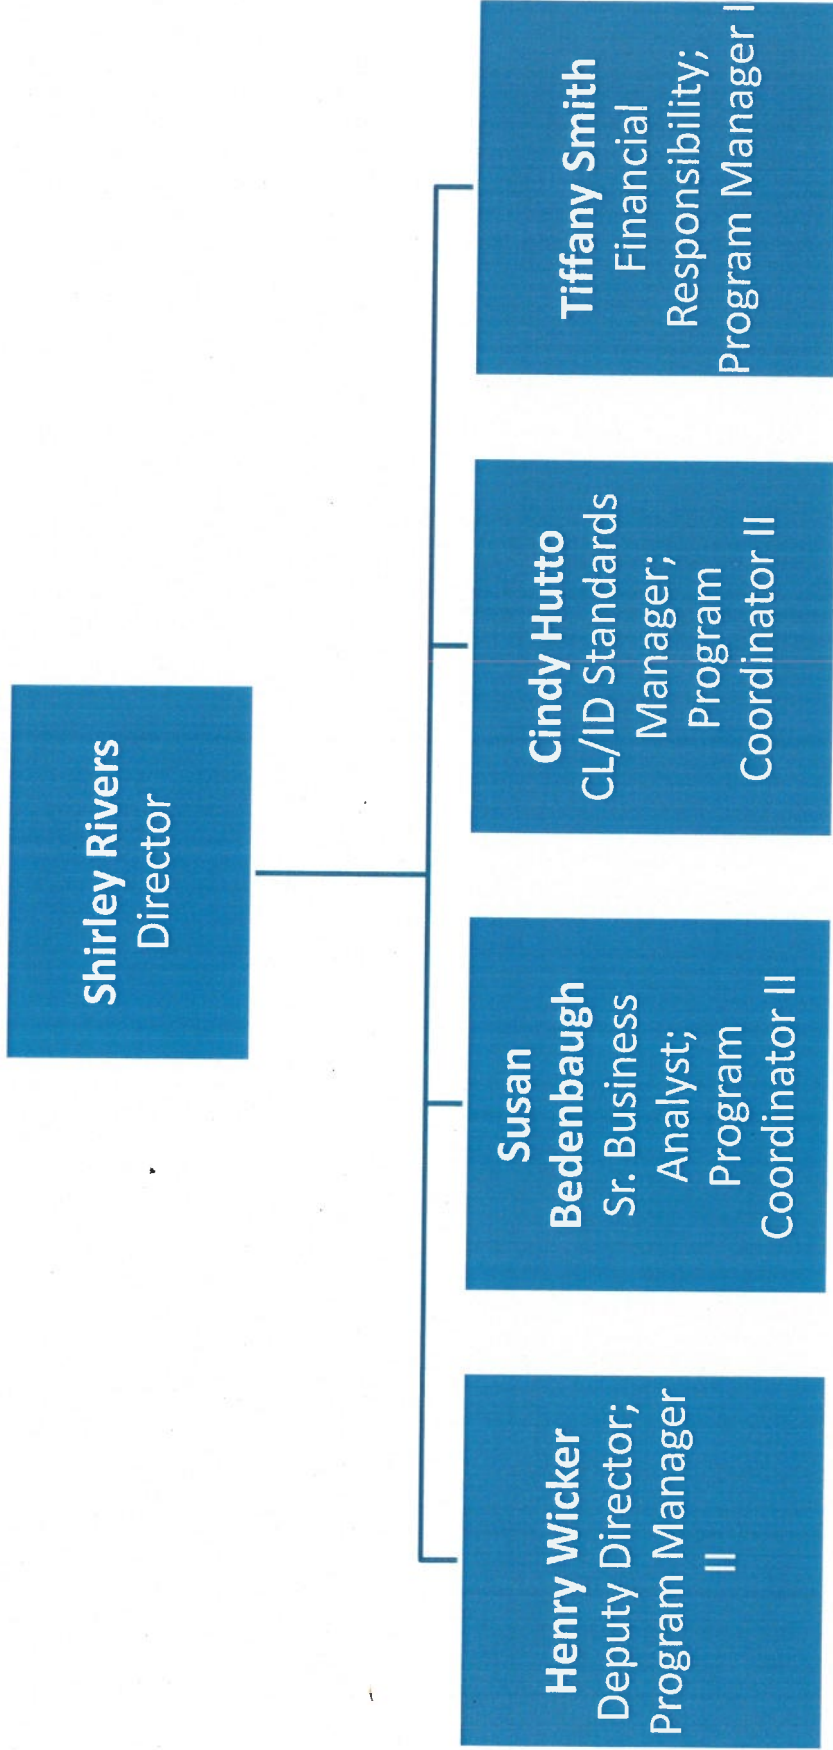 Shirley Rivers
Director
Henry Wicker
Deputy Director;
Program Manager
II
Susan
Bedenbaugh
Sr. Business
Analyst;
Program
Coordinator II
Cindy Hutto
CL/ID Standards
Manager;
Program
Coordinator II
Tiffany Smith
Financial
Responsibility;
Program Manager I